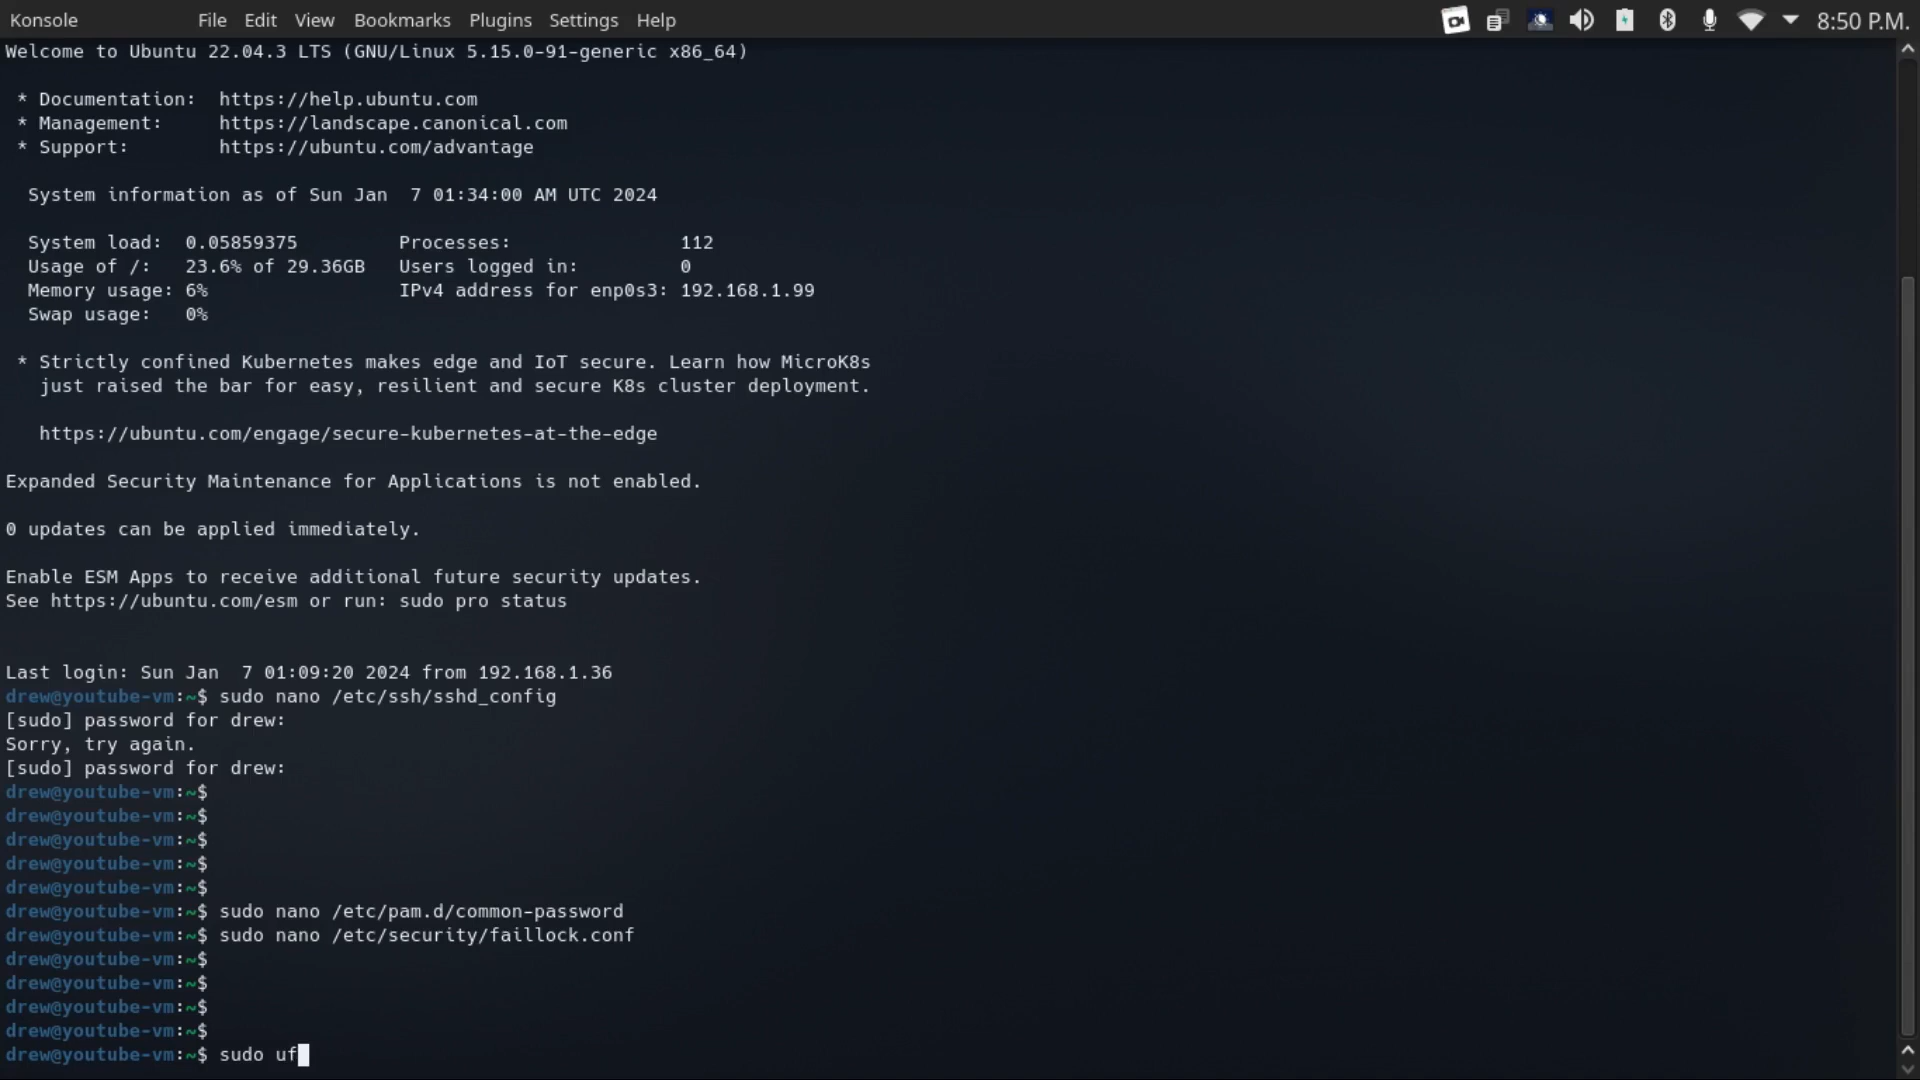 Konsole File Edit View Bookmarks Plugins Settings Help 8:50 P.M.
Welcome to Ubuntu 22.04.3 LTS (GNU/Linux 5.15.0-91-generic x86_64)
* Documentation: https://help.ubuntu.com
* Management: https://landscape.canonical.com
* Support: https://ubuntu.com/advantage
System information as of Sun Jan 7 01:34:00 AM UTC 2024
System load: 0.05859375 Processes: 112
Usage of /: 23.6% of 29.36GB Users logged in: 0
Memory usage: 6% IPv4 address for enp0s3: 192.168.1.99
Swap usage: 0%
* Strictly confined Kubernetes makes edge and IoT secure. Learn how MicroK8s
just raised the bar for easy, resilient and secure K8s cluster deployment.
https://ubuntu.com/engage/secure-kubernetes-at-the-edge
Expanded Security Maintenance for Applications is not enabled.
0 updates can be applied immediately.
Enable ESM Apps to receive additional future security updates.
See https://ubuntu.com/esm or run: sudo pro status
Last login: Sun Jan 7 01:09:20 2024 from 192.168.1.36
drew@youtube-vm:~$ sudo nano /etc/ssh/sshd_config
[sudo] password for drew:
Sorry, try again.
[sudo] password for drew:
drew@youtube-vm:~$
drew@youtube-vm:~$
drew@youtube-vm:~$
drew@youtube-vm:~$
drew@youtube-vm:~$
drew@youtube-vm:~$ sudo nano /etc/pam.d/common-password
drew@youtube-vm:~$ sudo nano /etc/security/faillock.conf
drew@youtube-vm:~$
drew@youtube-vm:~$
drew@youtube-vm:~$
drew@youtube-vm:~$
drew@youtube-vm:~$ sudo uf